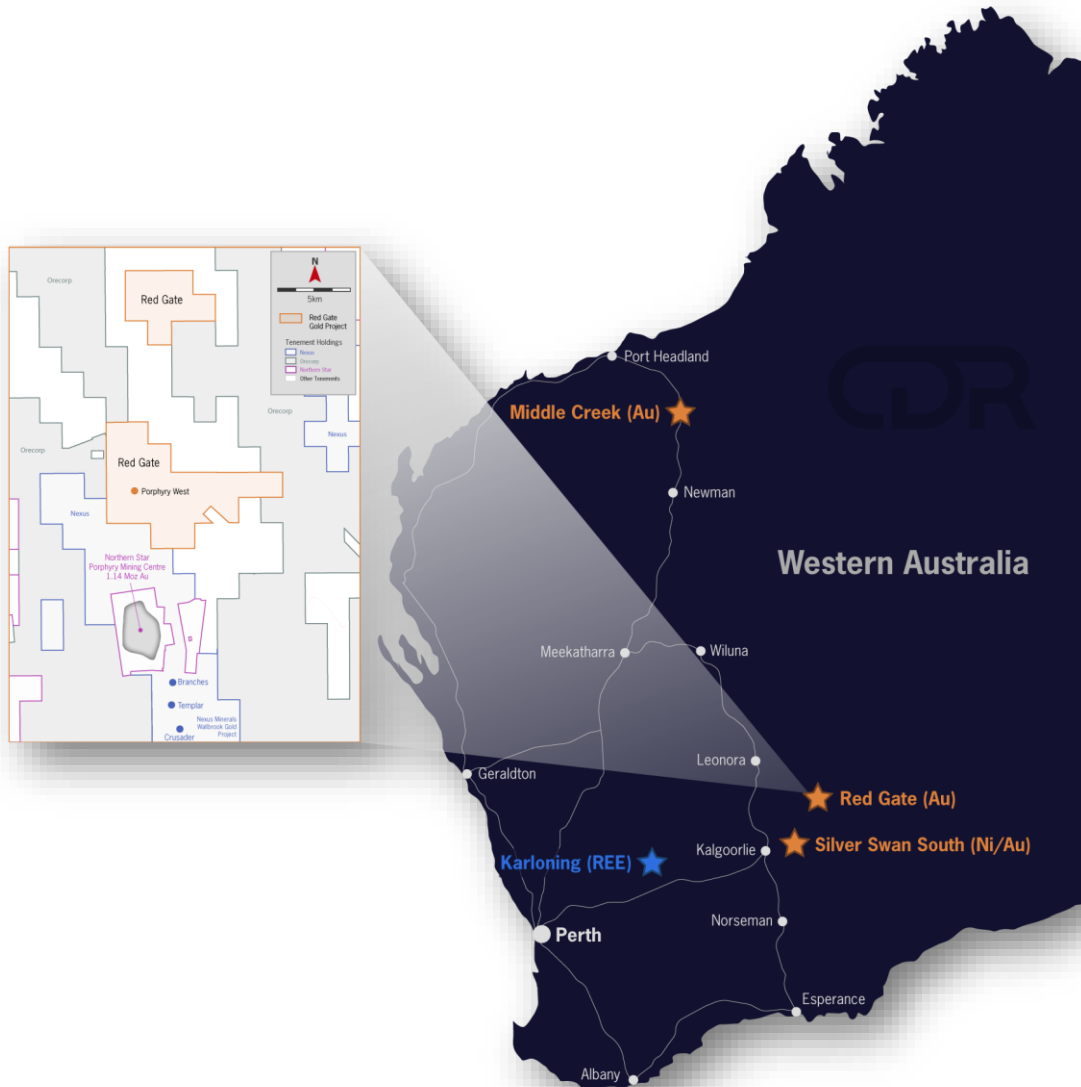 CDR
Port Headland
Middle Creek (Au)
Newman
Western Australia
Meekatharra
Wiluna
Leonora
Geraldton
Red Gate (Au)
Silver Swan South (Ni/Au)
Kalgoorlie
Karloning (REE)
Norseman
Perth
Esperance
Albany
Orecorp
Red Gate
N
5km
Red Gate
Gold Project
Tenement Holdings
Nexus
Orecorp
Northern Star
Other Tenements
Orecorp
Nexus
Orecorp
Red Gate
Porphyry West
Nexus
Northern Star
Porphyry Mining Centre
1.14 Moz Au
Branches
Templar
Nexus Minerals
Wallbrook Gold
Project
Crusader